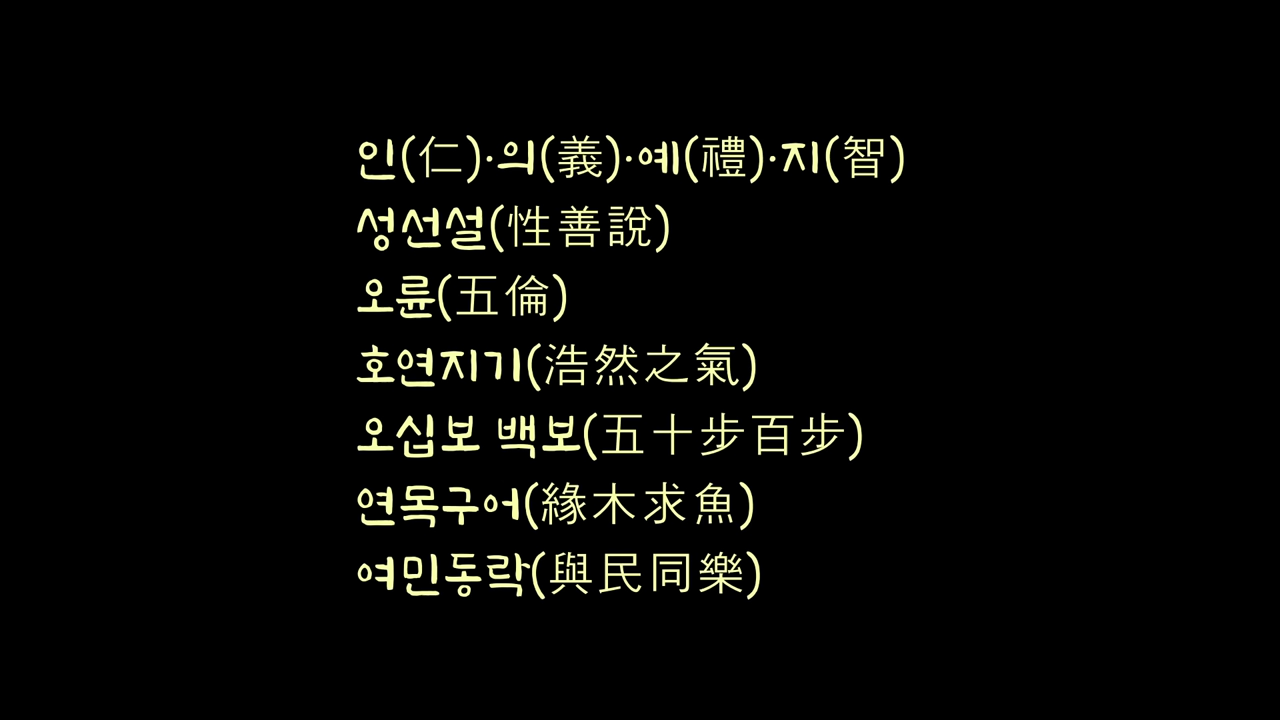 인(仁)·의(義)·예(禮)·지(智)
성선설(性善說)
오륜(五倫)
호연지기(浩然之氣)
오십보 백보(五十步百步)
연목구어(緣木求魚)
여민동락(與民同樂)